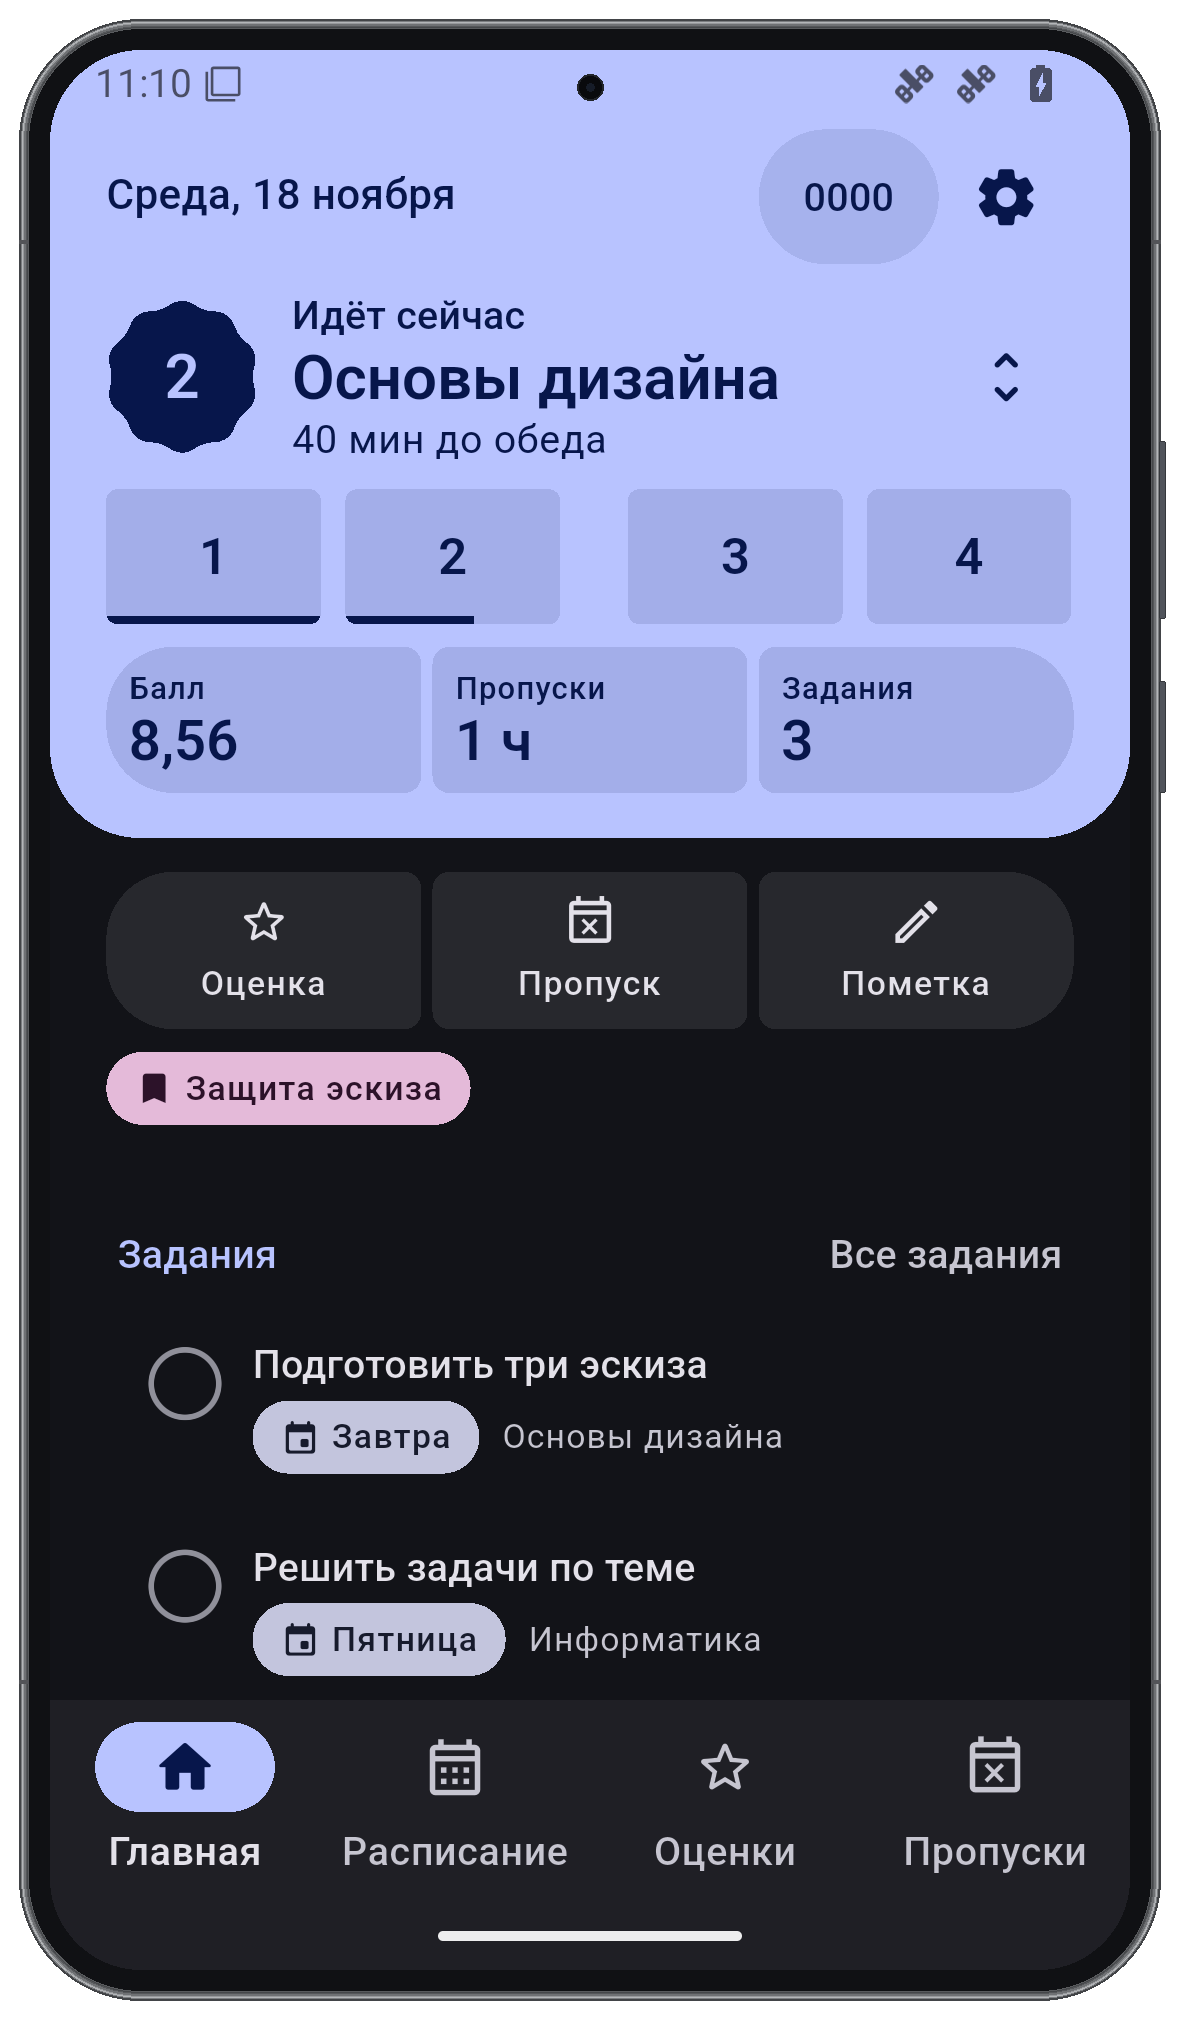 11:10
Среда, 18 ноября
0000
2
Идёт сейчас
Основы дизайна
40 мин до обеда
1 2 3 4
Балл Пропуски Задания
8,56 1 ч 3
Оценка Пропуск Пометка
Защита эскиза
Задания Все задания
Подготовить три эскиза
Завтра Основы дизайна
Решить задачи по теме
Пятница Информатика
Главная Расписание Оценки Пропуски